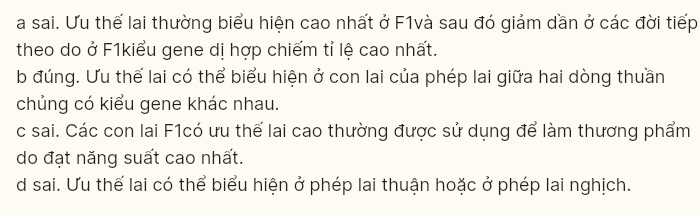 a sai. Ưu thế lai thường biểu hiện cao nhất ở F1và sau đó giảm dần ở các đời tiếp
theo do ở F1kiểu gene dị hợp chiếm tỉ lệ cao nhất.
b đúng. Ưu thế lai có thể biểu hiện ở con lai của phép lai giữa hai dòng thuần
chủng có kiểu gene khác nhau.
c sai. Các con lai F1có ưu thế lai cao thường được sử dụng để làm thương phẩm
do đạt năng suất cao nhất.
d sai. Ưu thế lai có thể biểu hiện ở phép lai thuận hoặc ở phép lai nghịch.